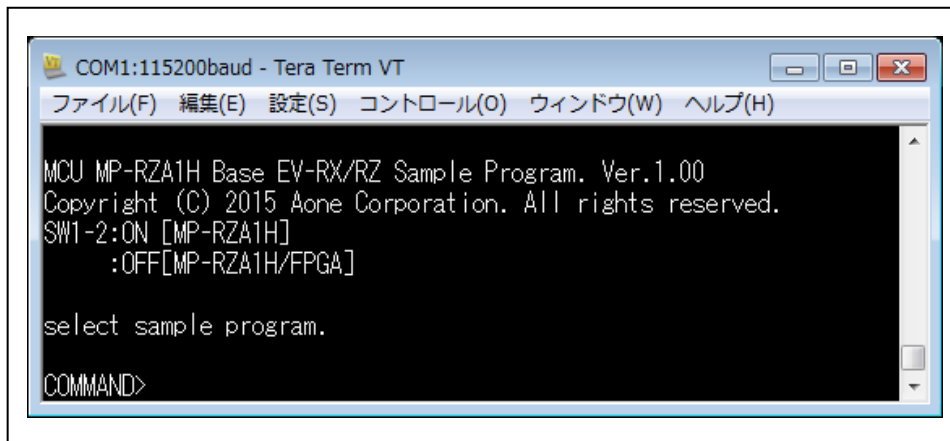 COM1:115200baud - Tera Term VT
ファイル(F) 編集(E) 設定(S) コントロール(O) ウィンドウ(W) ヘルプ(H)
MCU MP-RZA1H Base EV-RX/RZ Sample Program. Ver.1.00
Copyright (C) 2015 Aone Corporation. All rights reserved.
SW1-2:ON [MP-RZA1H]
:OFF[MP-RZA1H/FPGA]
select sample program.
COMMAND>